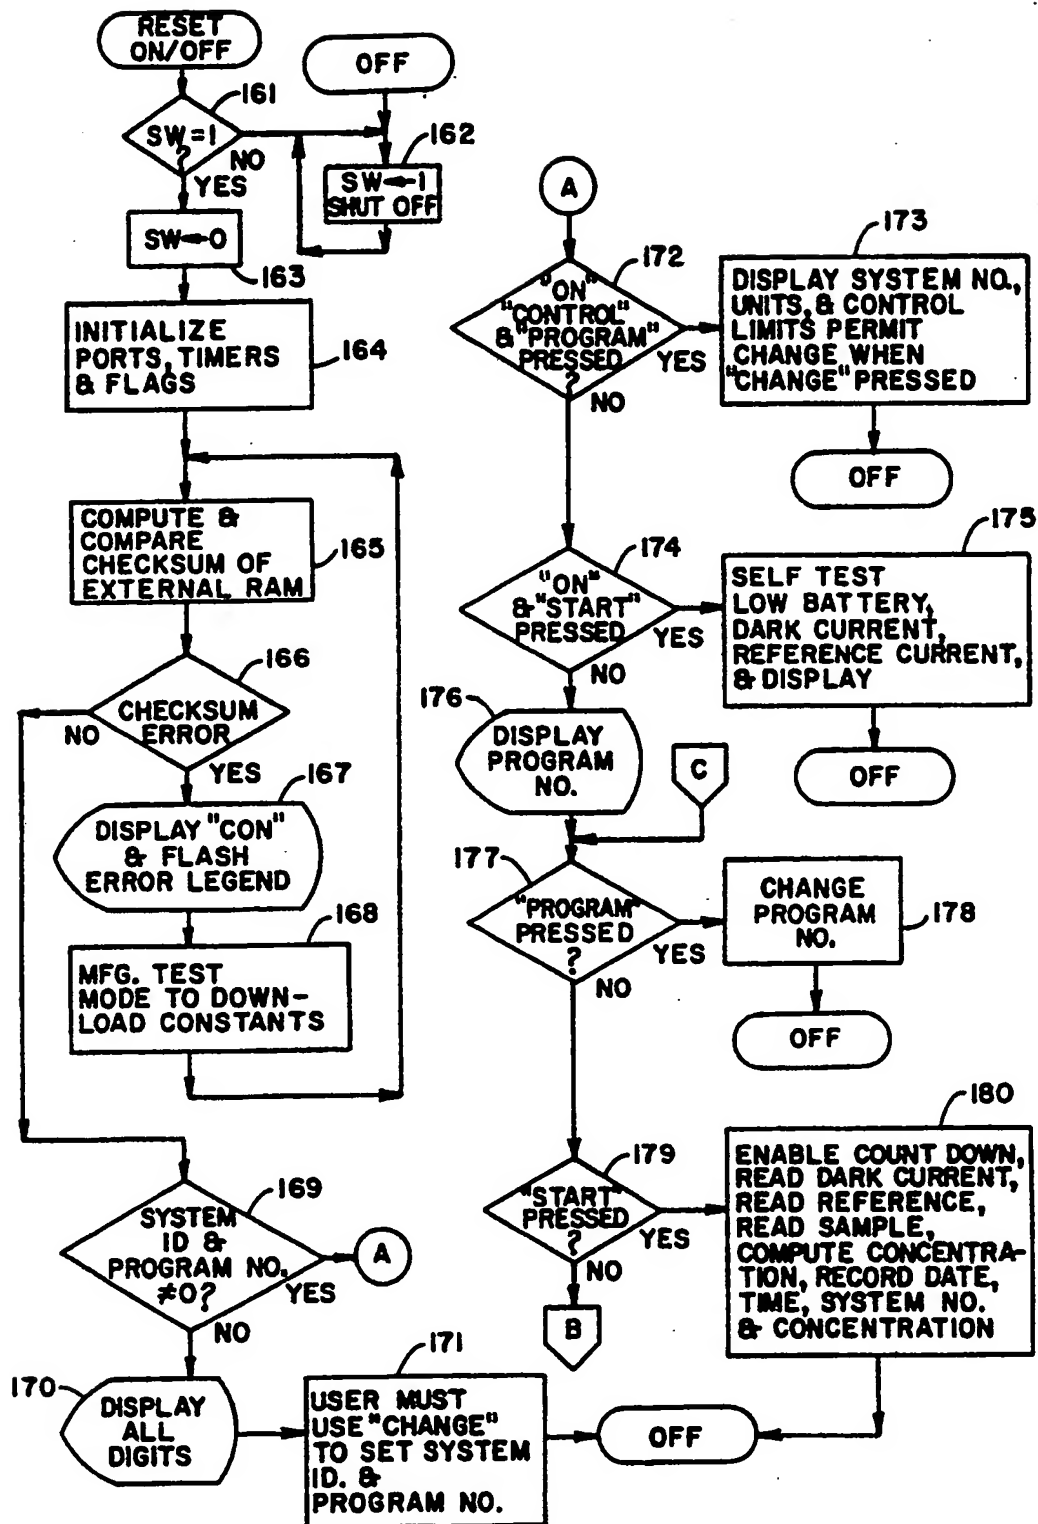 RESET
ON/OFF
OFF
161
SW=1
?
NO
YES
162
SW←1
SHUT OFF
SW←0
163
INITIALIZE
PORTS, TIMERS
& FLAGS
164
COMPUTE &
COMPARE
CHECKSUM OF
EXTERNAL RAM
165
166
CHECKSUM
ERROR
NO
YES
167
DISPLAY "CON"
& FLASH
ERROR LEGEND
168
MFG. TEST
MODE TO DOWN-
LOAD CONSTANTS
169
SYSTEM
ID &
PROGRAM NO.
≠0?
YES
A
NO
170
DISPLAY
ALL
DIGITS
171
USER MUST
USE "CHANGE"
TO SET SYSTEM
ID. &
PROGRAM NO.
OFF
A
172
"ON"
"CONTROL"
& "PROGRAM"
PRESSED
?
YES
NO
173
DISPLAY SYSTEM NO.,
UNITS, & CONTROL
LIMITS PERMIT
CHANGE WHEN
"CHANGE" PRESSED
OFF
174
"ON"
& "START"
PRESSED
YES
NO
175
SELF TEST
LOW BATTERY,
DARK CURRENT,
REFERENCE CURRENT,
& DISPLAY
OFF
176
DISPLAY
PROGRAM
NO.
C
177
"PROGRAM"
PRESSED
?
YES
NO
CHANGE
PROGRAM
NO.
178
OFF
179
"START"
PRESSED
?
YES
NO
B
180
ENABLE COUNT DOWN,
READ DARK CURRENT,
READ REFERENCE,
READ SAMPLE,
COMPUTE CONCENTRA-
TION, RECORD DATE,
TIME, SYSTEM NO.
& CONCENTRATION